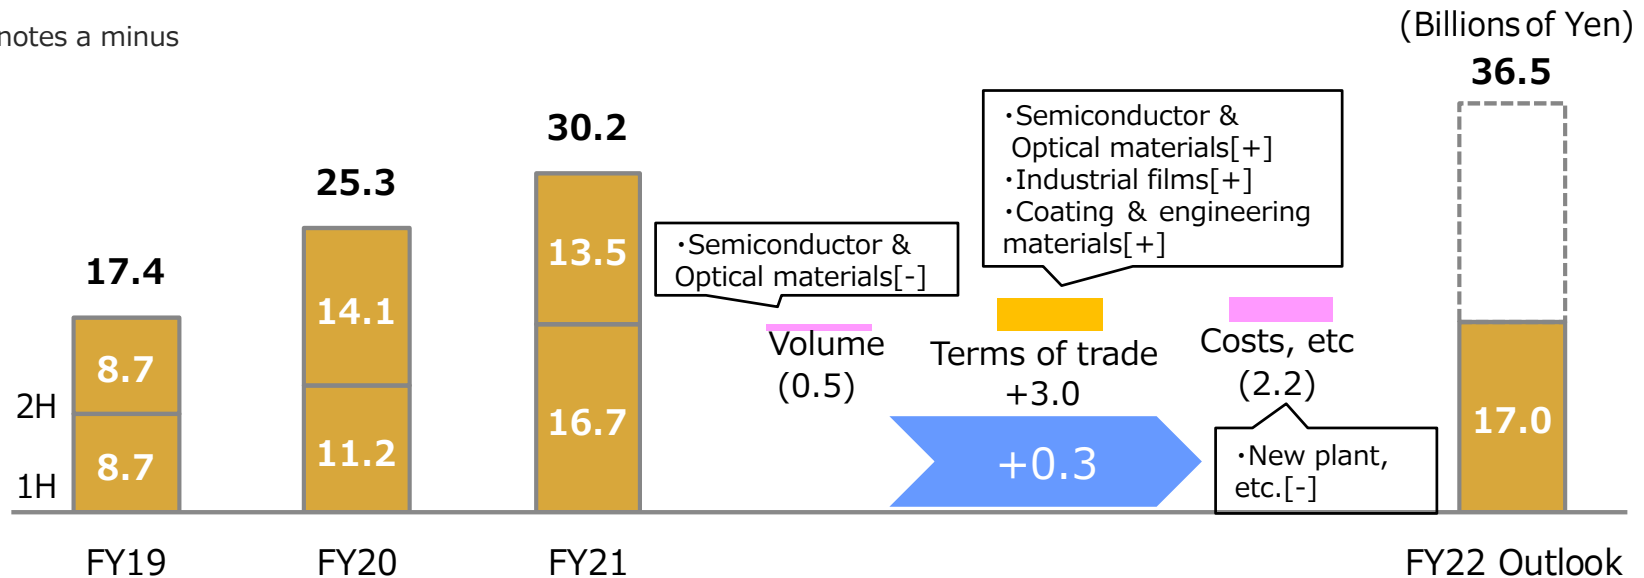 notes a minus
(Billions of Yen)
36.5
30.2
25.3
17.4
・Semiconductor &
Optical materials[+]
・Industrial films[+]
・Coating & engineering
materials[+]
・Semiconductor &
Optical materials[-]
13.5
14.1
8.7
2H
Volume
(0.5)
Terms of trade
+3.0
Costs, etc
(2.2)
16.7
11.2
8.7
1H
+0.3
・New plant,
etc.[-]
17.0
FY19
FY20
FY21
FY22 Outlook